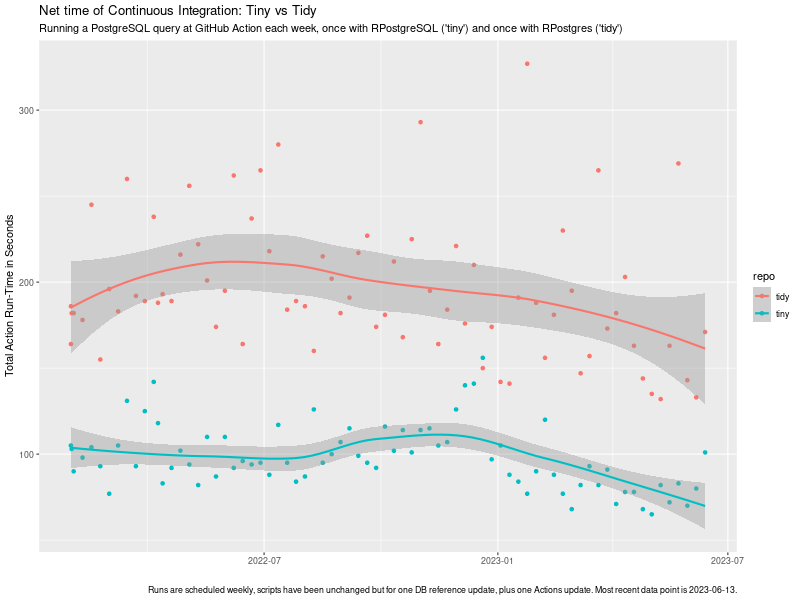 Net time of Continuous Integration: Tiny vs Tidy
Running a PostgreSQL query at GitHub Action each week, once with RPostgreSQL ('tiny') and once with RPostgres ('tidy')
Total Action Run-Time in Seconds
300
200
100
2022-07
2023-01
2023-07
repo
tidy
tiny
Runs are scheduled weekly, scripts have been unchanged but for one DB reference update, plus one Actions update. Most recent data point is 2023-06-13.